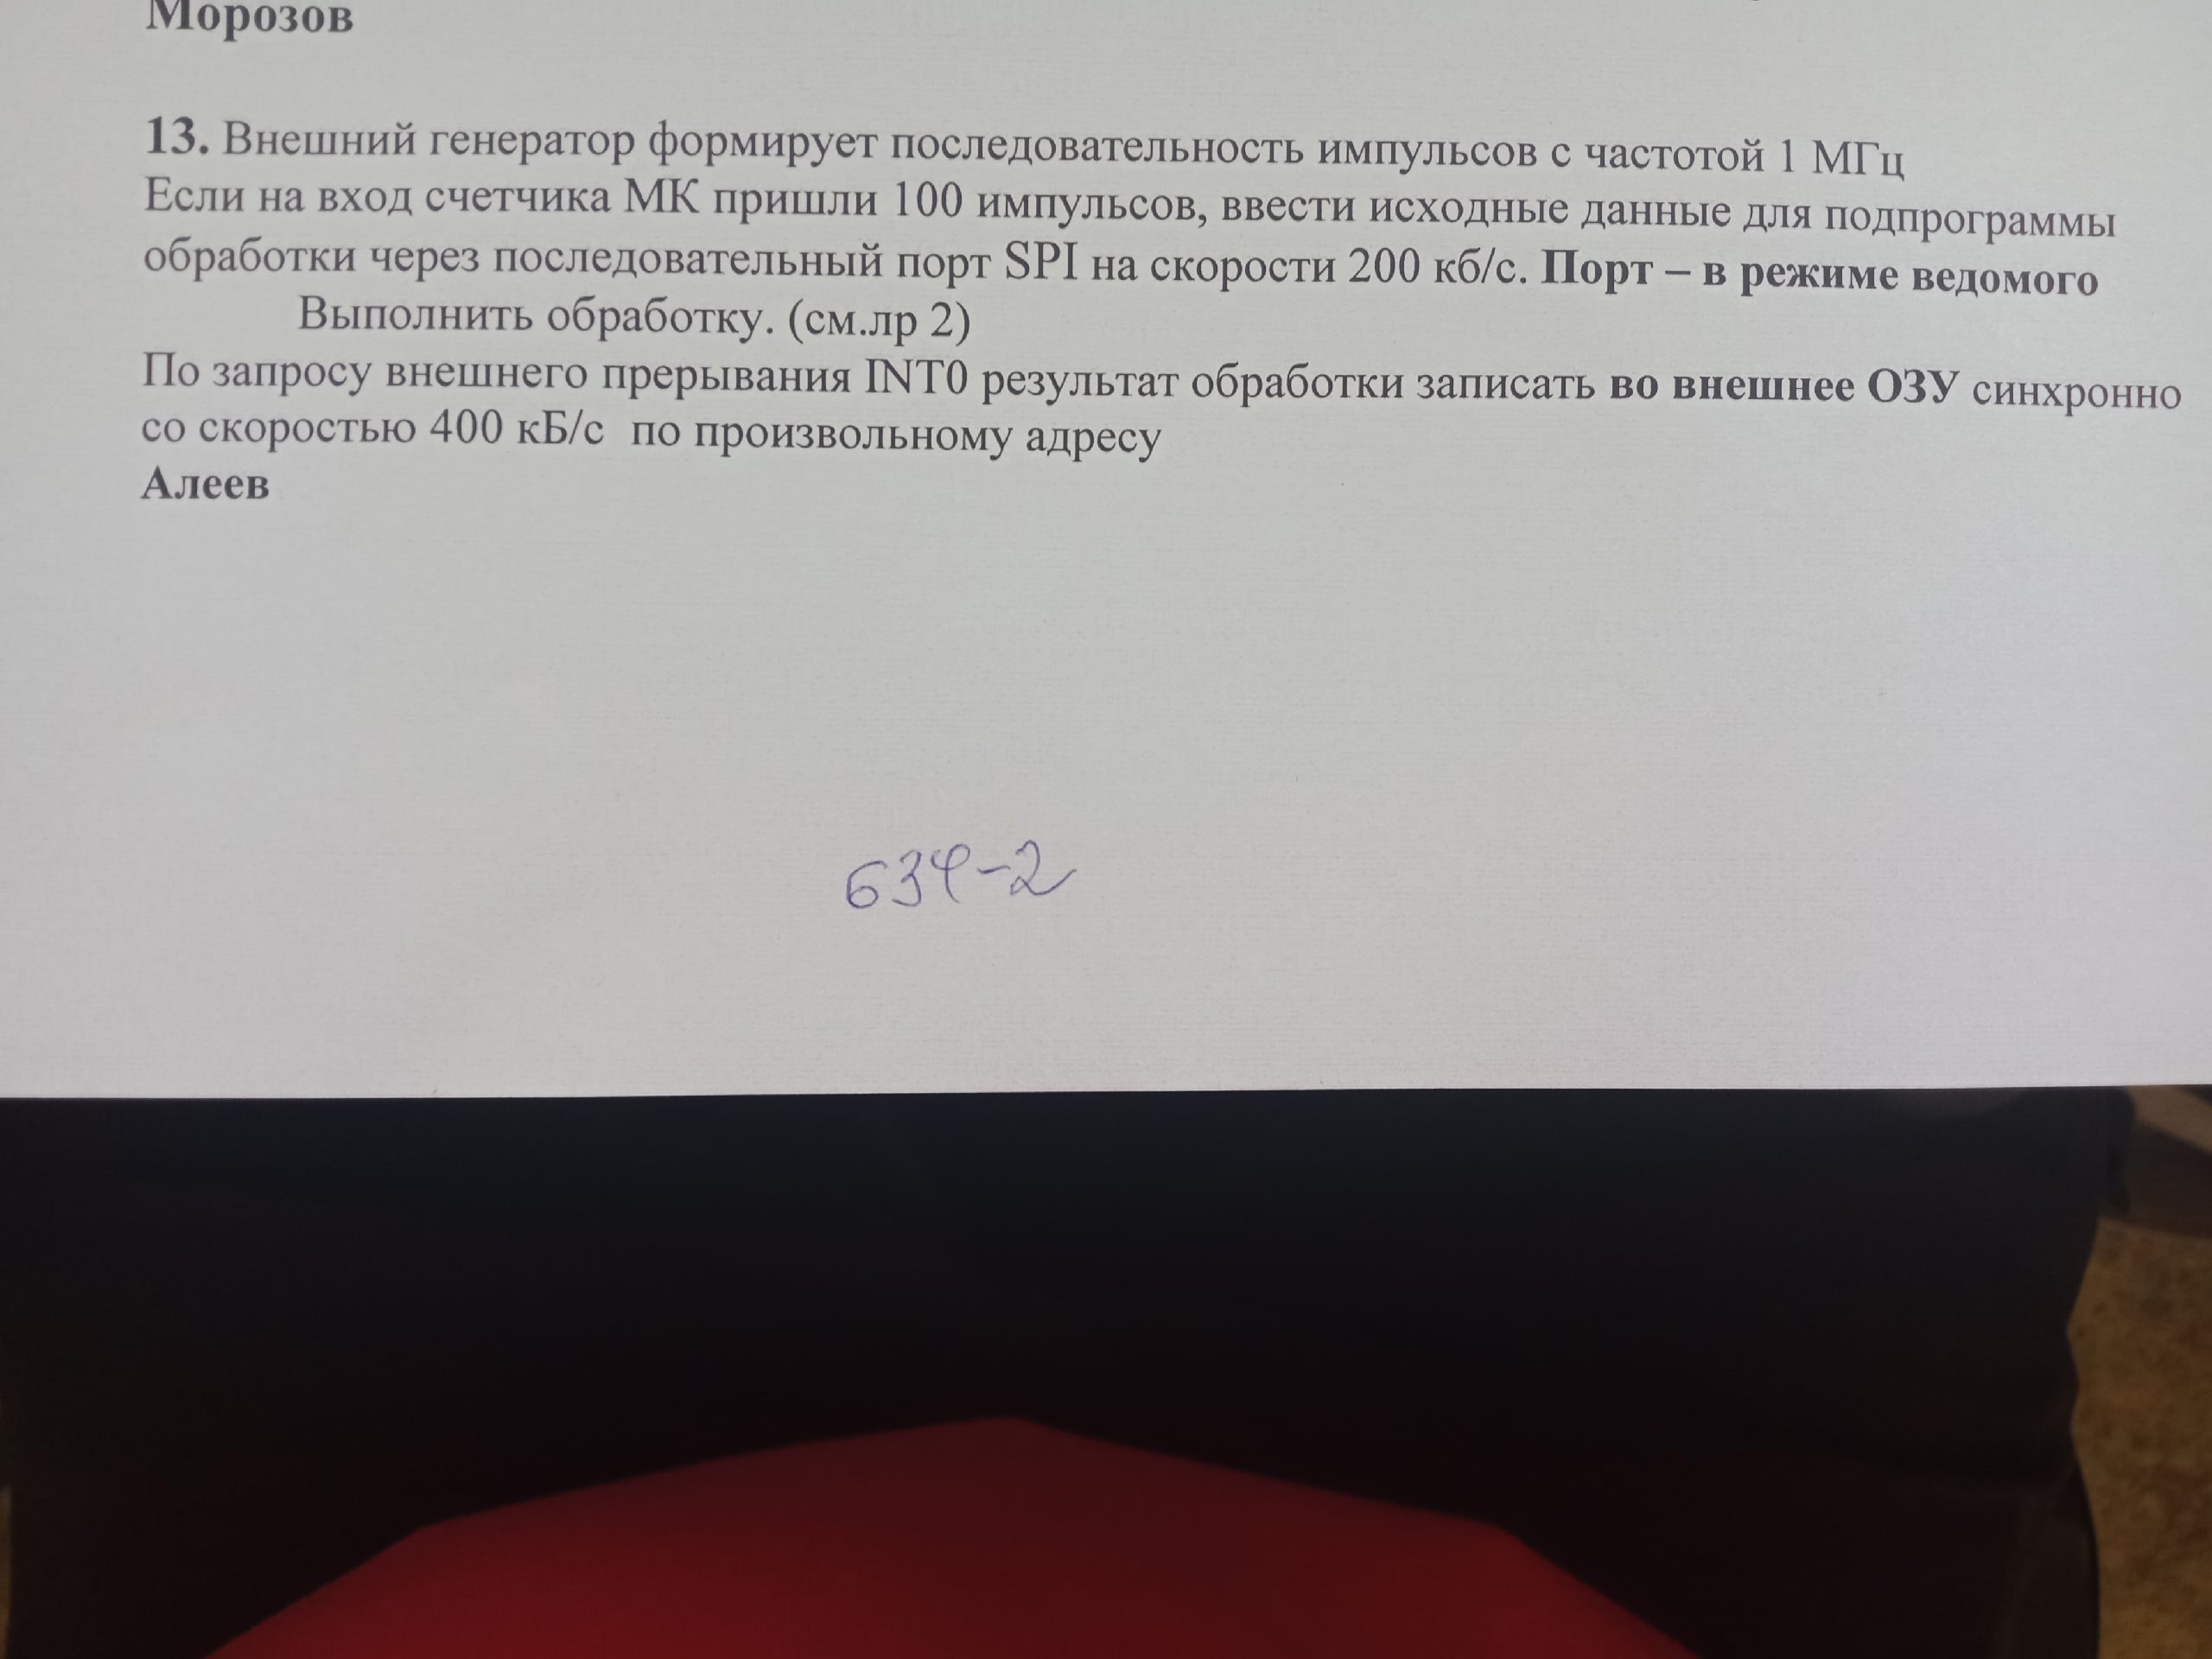 Морозов
13. Внешний генератор формирует последовательность импульсов с частотой 1 МГц
Если на вход счетчика МК пришли 100 импульсов, ввести исходные данные для подпрограммы
обработки через последовательный порт SPI на скорости 200 кб/с. Порт – в режиме ведомого
Выполнить обработку. (см.лр 2)
По запросу внешнего прерывания INT0 результат обработки записать во внешнее ОЗУ синхронно
со скоростью 400 кБ/с по произвольному адресу
Алеев
634-2